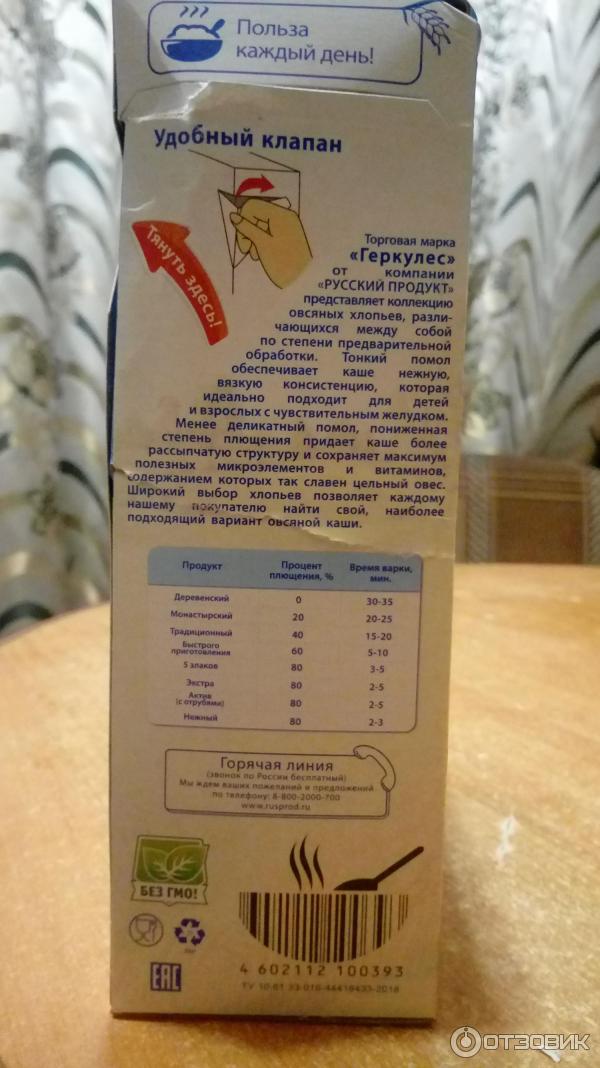 Польза
каждый день!
Удобный клапан
Тянуть здесь!
Торговая марка
«Геркулес»
от компании
«РУССКИЙ ПРОДУКТ»
представляет коллекцию
овсяных хлопьев, разли-
чающихся между собой
по степени предварительной
обработки. Тонкий помол
обеспечивает каше нежную,
вязкую консистенцию, которая
идеально подходит для детей
и взрослых с чувствительным желудком.
Менее деликатный помол, пониженная
степень плющения придает каше более
рассыпчатую структуру и сохраняет максимум
полезных микроэлементов и витаминов,
содержанием которых так славен цельный овес.
Широкий выбор хлопьев позволяет каждому
нашему покупателю найти свой, наиболее
подходящий вариант овсяной каши.
Продукт Процент плющения, % Время варки, мин.
Деревенский 0 30-35
Монастырский 20 20-25
Традиционный 40 15-20
Быстрого приготовления 60 5-10
5 злаков 80 3-5
Экстра 80 2-5
Актив (с отрубями) 80 2-5
Нежный 80 2-3
Горячая линия
(звонок по России бесплатный)
Мы ждем ваших пожеланий и предложений
по телефону: 8-800-2000-700
www.rusprod.ru
БЕЗ ГМО!
EAC
4 602112 100393
ТУ 10.61.33-016-44418433-2018
ОТЗОВИК